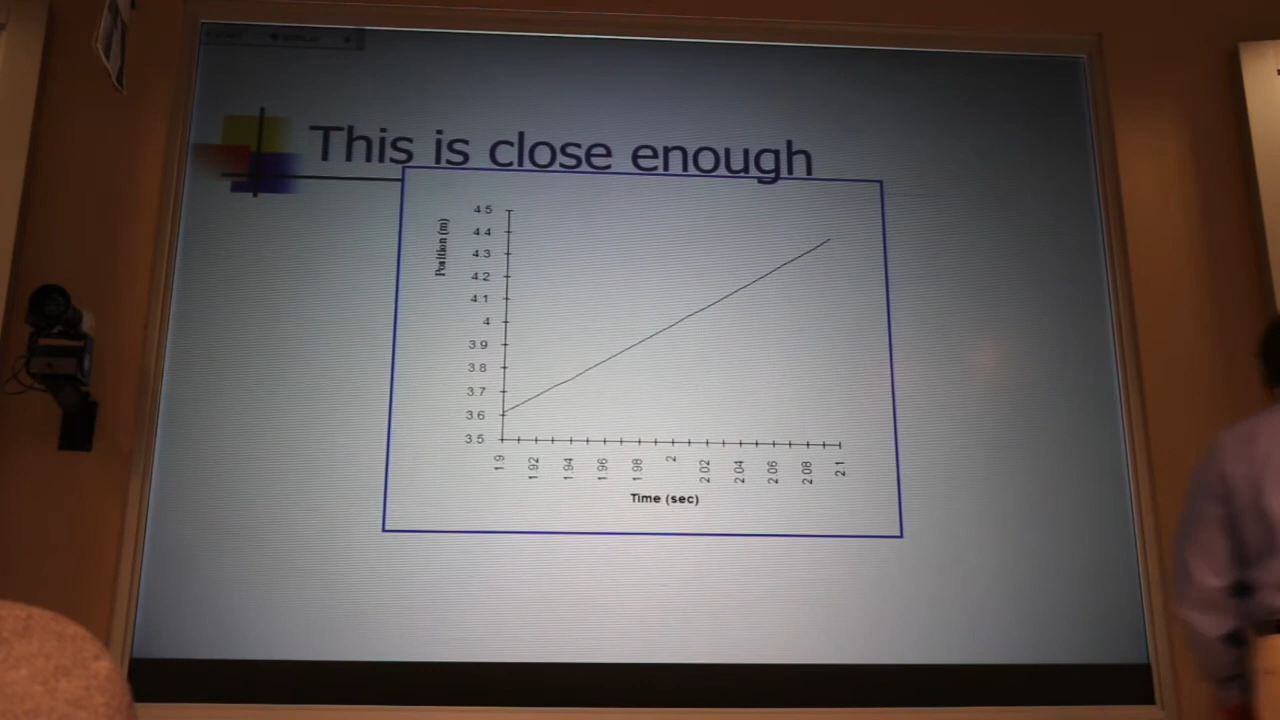 This is close enough
Position (m)
4.5
4.4
4.3
4.2
4.1
4
3.9
3.8
3.7
3.6
3.5
1.9 1.92 1.94 1.96 1.98 2 2.02 2.04 2.06 2.08 2.1
Time (sec)